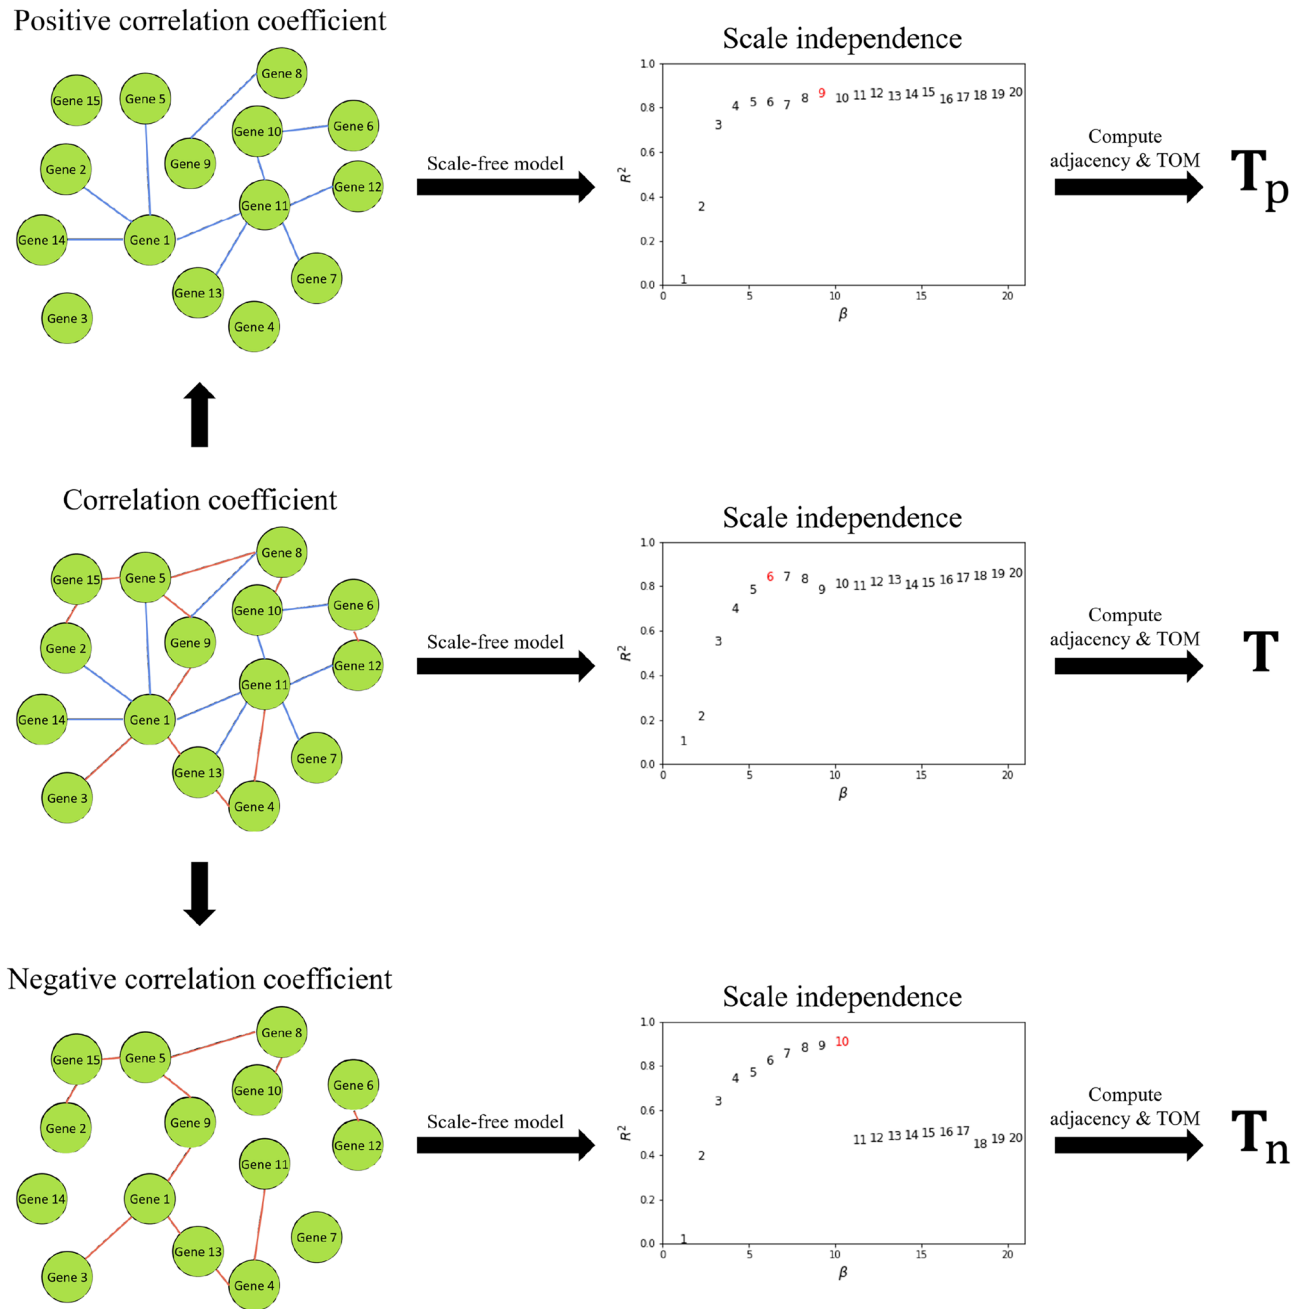 Positive correlation coefficient
Gene 8
Gene 15
Gene 5
Gene 10
Gene 6
Gene 9
Gene 2
Gene 12
Gene 11
Gene 14
Gene 1
Gene 7
Gene 13
Gene 3
Gene 4
Scale-free model
Scale independence
1.0
0.8
0.6
0.4
0.2
0.0
R²
1 2 3 4 5 6 7 8 9 10 11 12 13 14 15 16 17 18 19 20
0 5 10 15 20
β
Compute
adjacency & TOM
Tp
Correlation coefficient
Gene 8
Gene 15
Gene 5
Gene 10
Gene 6
Gene 9
Gene 2
Gene 12
Gene 11
Gene 14
Gene 1
Gene 7
Gene 13
Gene 3
Gene 4
Scale-free model
Scale independence
1.0
0.8
0.6
0.4
0.2
0.0
R²
1 2 3 4 5 6 7 8 9 10 11 12 13 14 15 16 17 18 19 20
0 5 10 15 20
β
Compute
adjacency & TOM
T
Negative correlation coefficient
Gene 8
Gene 15
Gene 5
Gene 10
Gene 6
Gene 9
Gene 2
Gene 12
Gene 11
Gene 14
Gene 1
Gene 7
Gene 13
Gene 3
Gene 4
Scale-free model
Scale independence
1.0
0.8
0.6
0.4
0.2
0.0
R²
1 2 3 4 5 6 7 8 9 10 11 12 13 14 15 16 17 18 19 20
0 5 10 15 20
β
Compute
adjacency & TOM
Tn